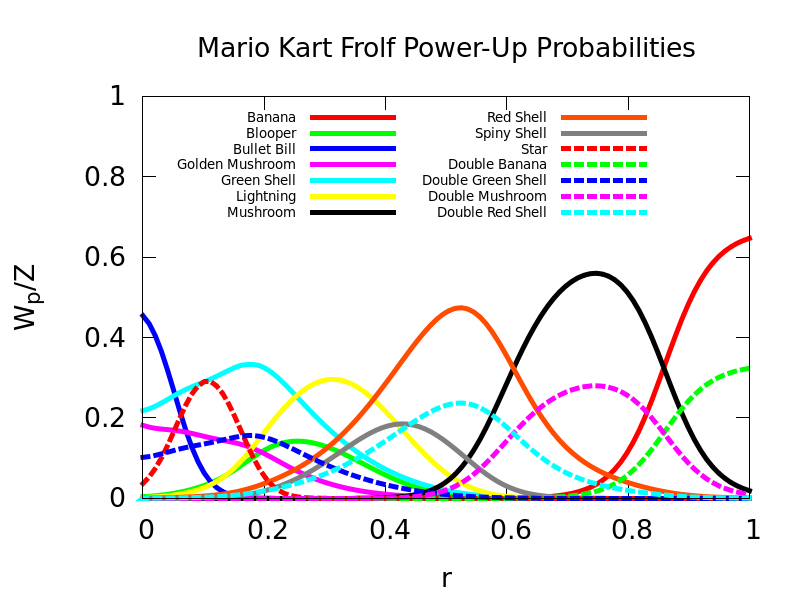 Mario Kart Frolf Power-Up Probabilities
1
0.8
0.6
0.4
0.2
0
Wp/Z
Banana
Blooper
Bullet Bill
Golden Mushroom
Green Shell
Lightning
Mushroom
Red Shell
Spiny Shell
Star
Double Banana
Double Green Shell
Double Mushroom
Double Red Shell
0 0.2 0.4 0.6 0.8 1
r